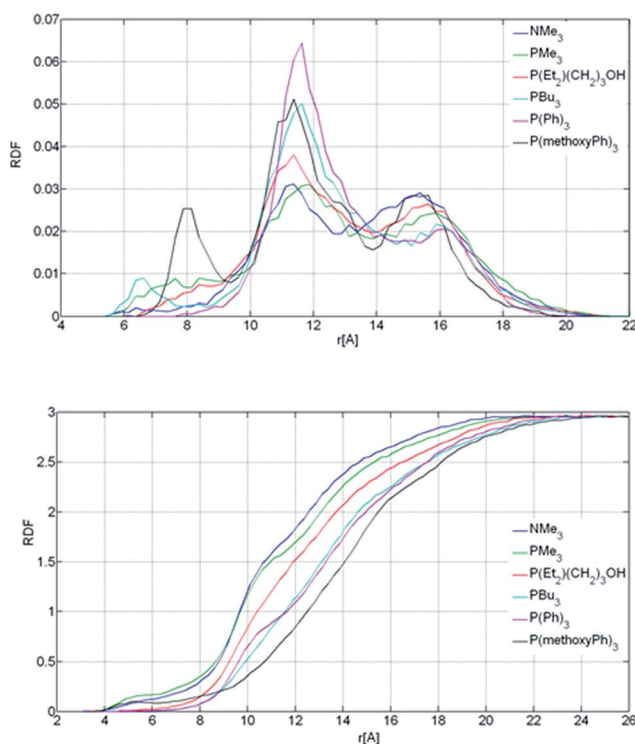 0.07
0.06
0.05
0.04
0.03
0.02
0.01
0
RDF
NMe₃
PMe₃
P(Et₂)(CH₂)₃OH
PBu₃
P(Ph)₃
P(methoxyPh)₃
4 6 8 10 12 14 16 18 20 22
r[A]
3
2.5
2
1.5
1
0.5
0
RDF
NMe₃
PMe₃
P(Et₂)(CH₂)₃OH
PBu₃
P(Ph)₃
P(methoxyPh)₃
2 4 6 8 10 12 14 16 18 20 22 24 26
r[A]